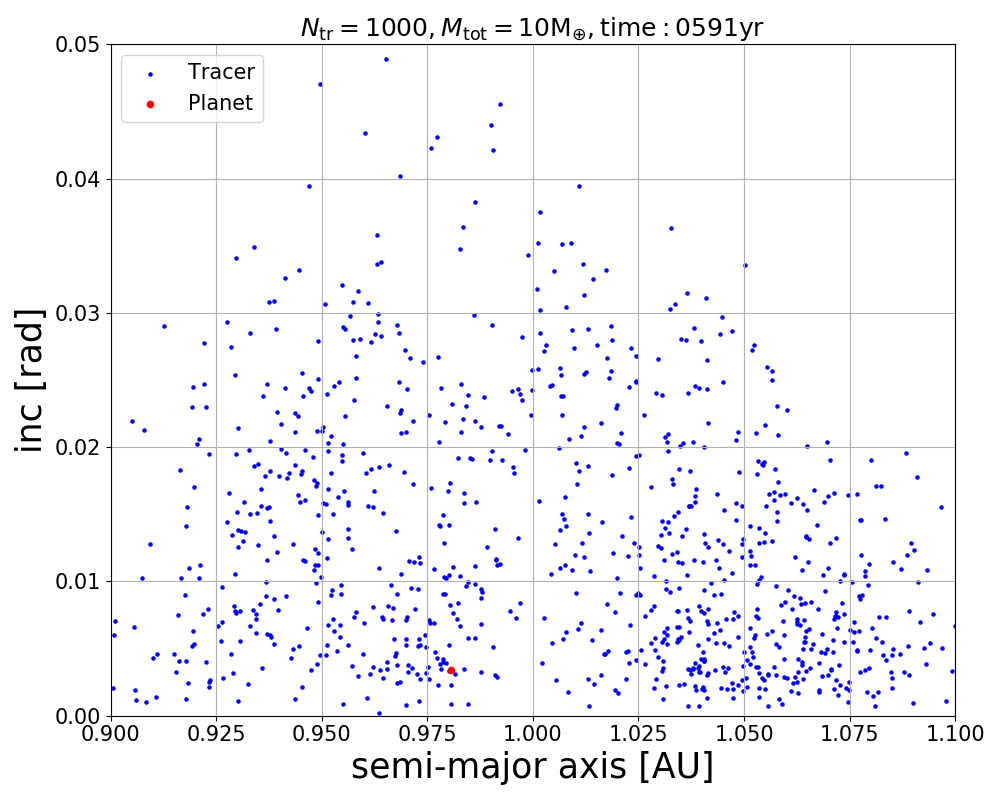 N_tr = 1000, M_tot = 10M_⊕, time : 0591yr
Tracer
Planet
inc [rad]
0.05
0.04
0.03
0.02
0.01
0.00
0.900 0.925 0.950 0.975 1.000 1.025 1.050 1.075 1.100
semi-major axis [AU]